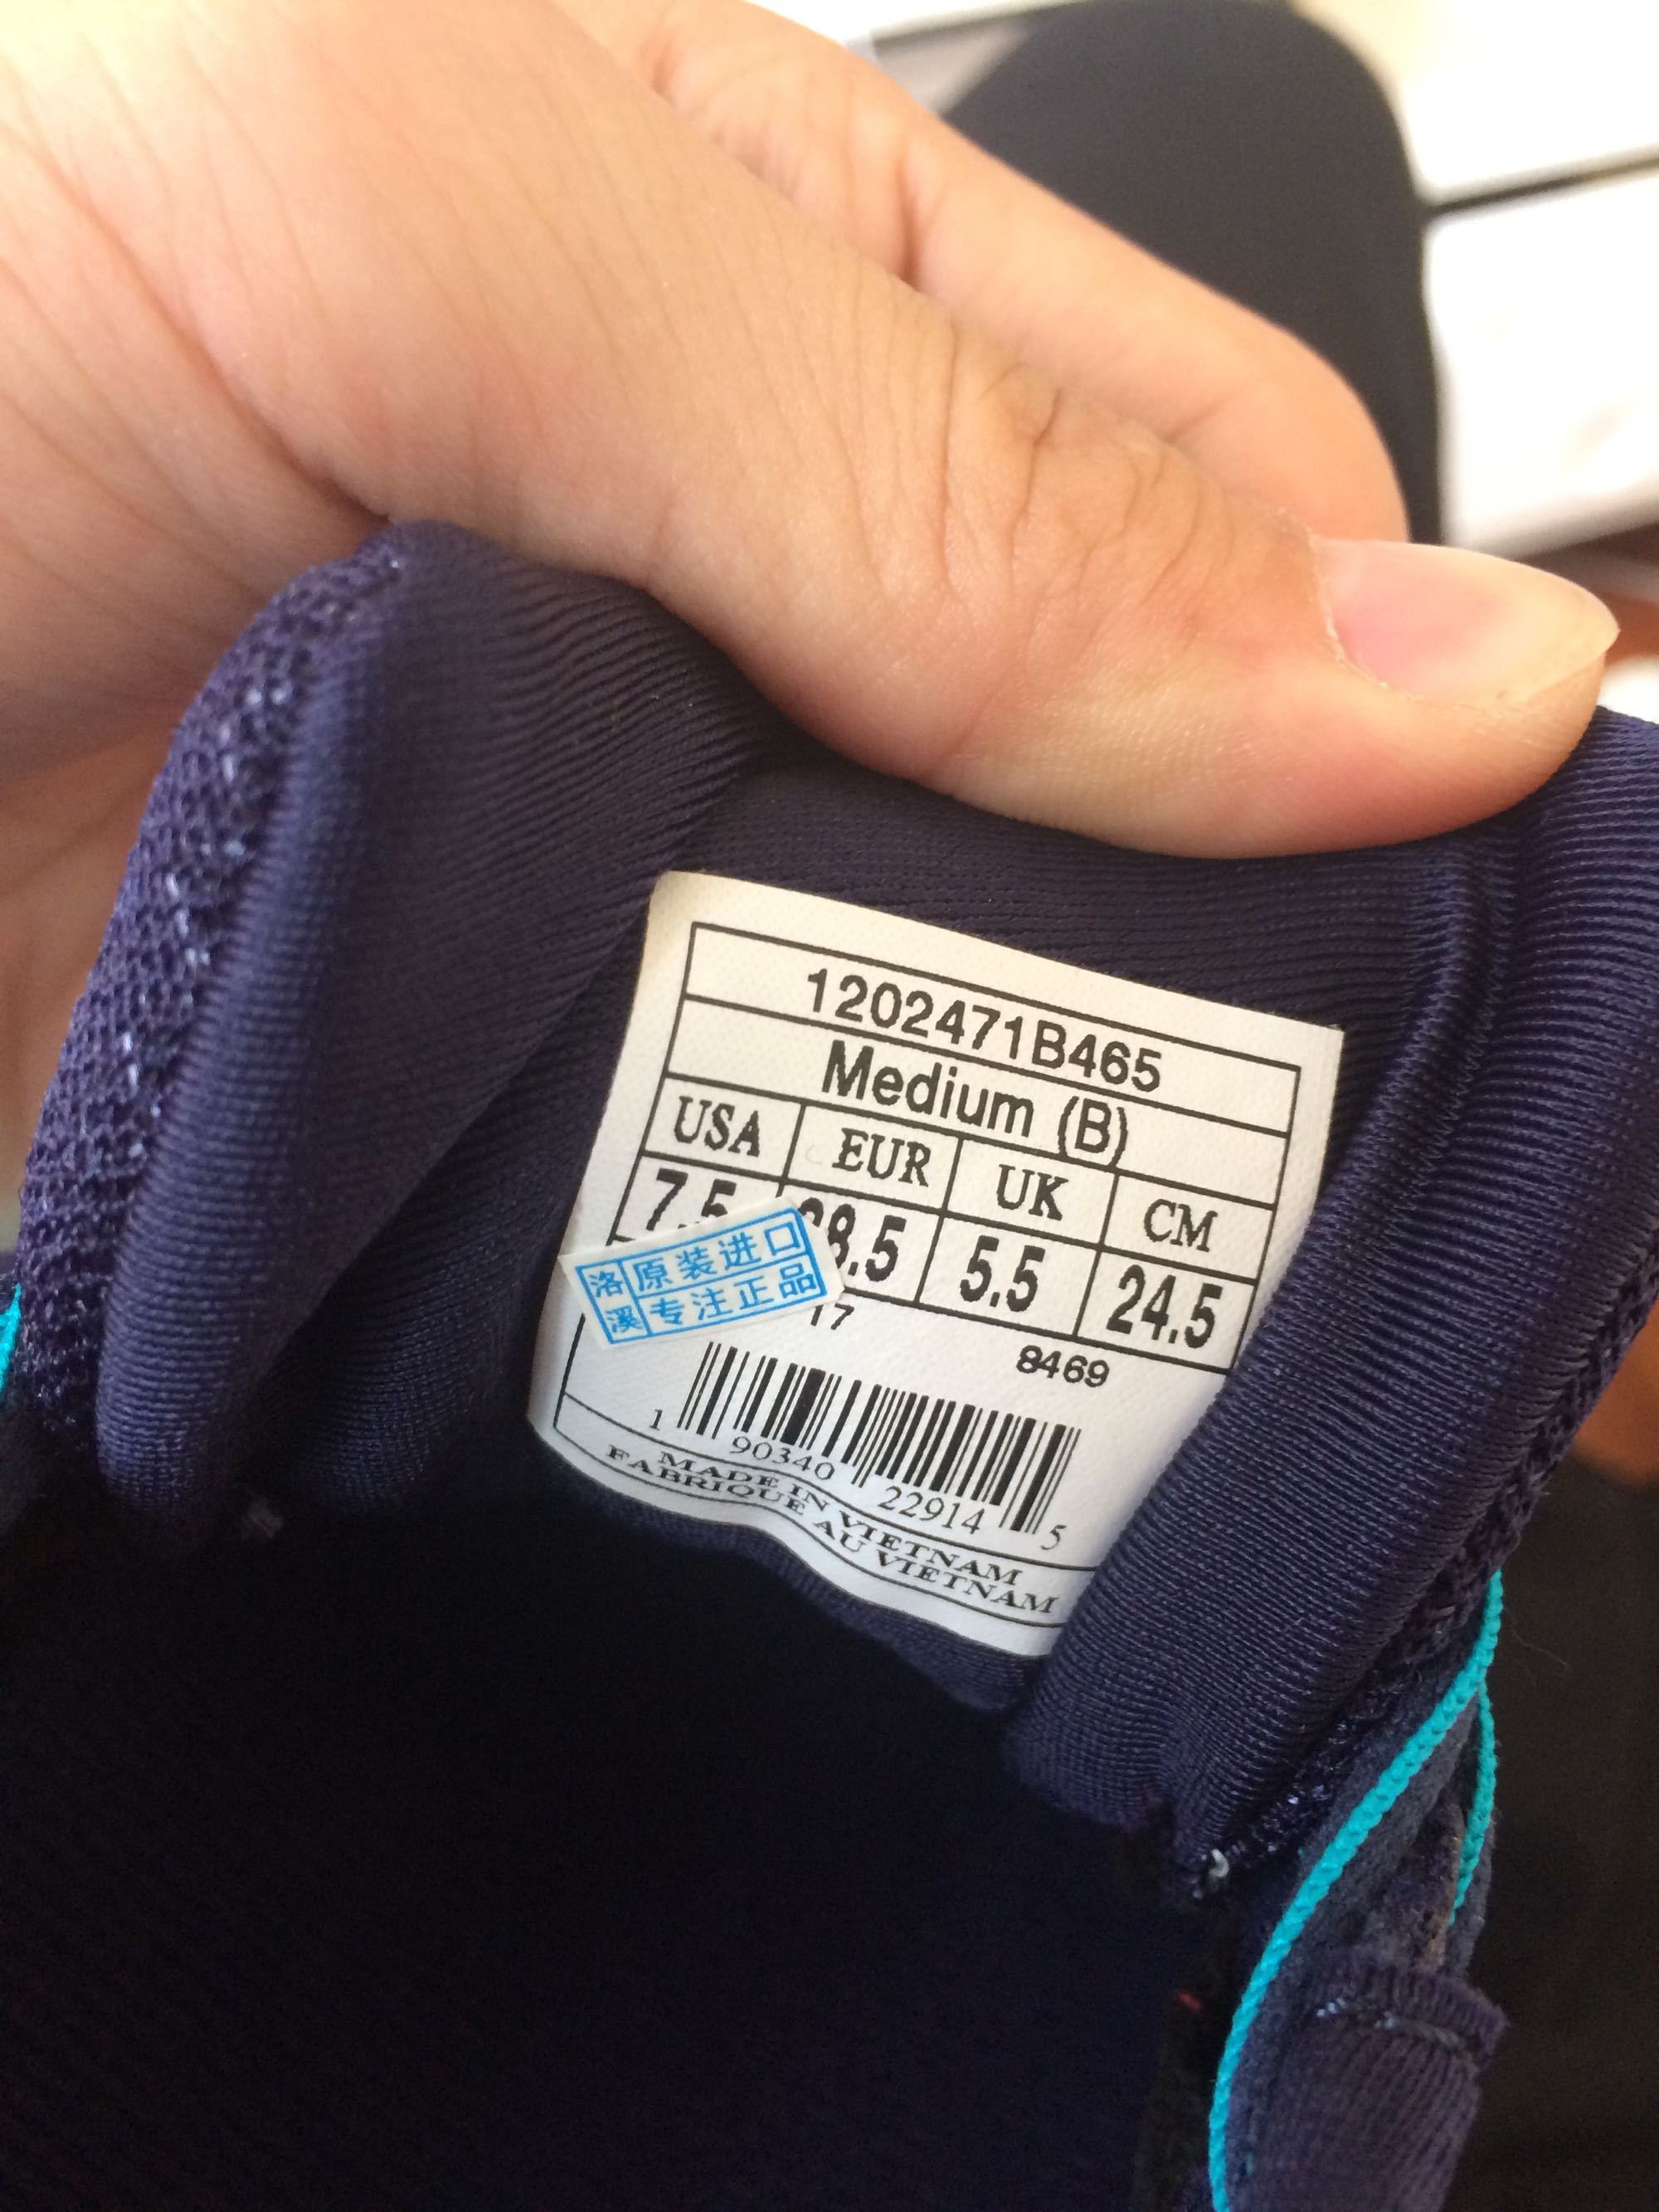 1202471B465
Medium (B)
USA EUR UK CM
7.5 38.5 5.5 24.5
洛溪 原装进口
专注正品
17
8469
1 90340 22914 5
MADE IN VIETNAM
FABRIQUE AU VIETNAM